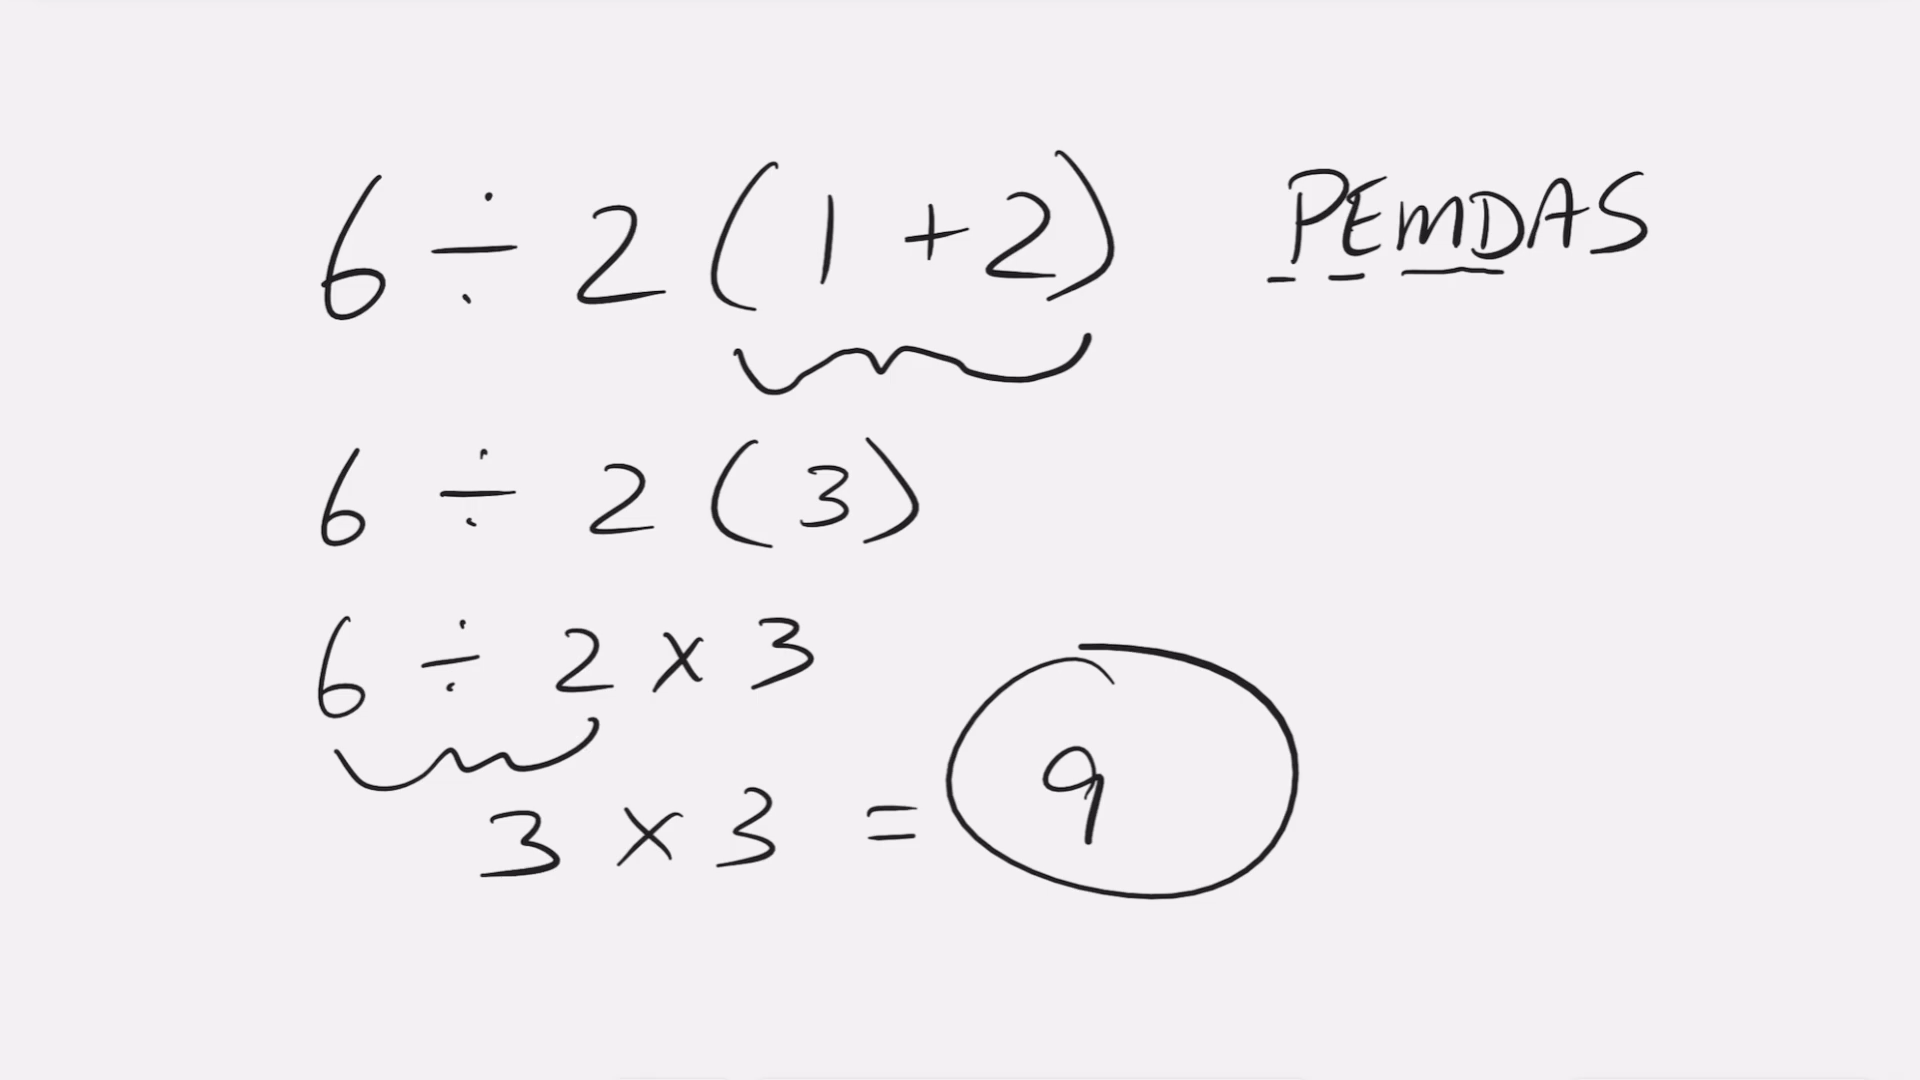 6 ÷ 2 (1 + 2) PEMDAS
6 ÷ 2 (3)
6 ÷ 2 x 3
3 x 3 = 9